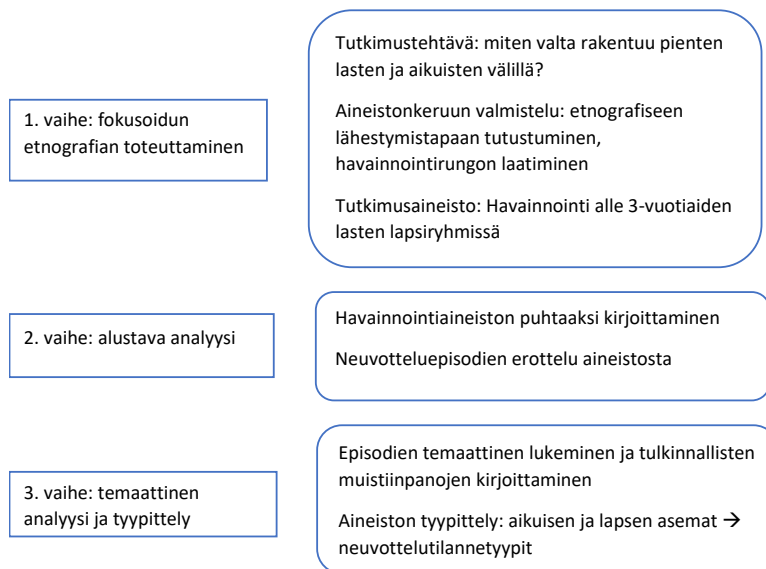 1. vaihe: fokusoidun
etnografian toteuttaminen
Tutkimustehtävä: miten valta rakentuu pienten
lasten ja aikuisten välillä?
Aineistonkeruun valmistelu: etnografiseen
lähestymistapaan tutustuminen,
havainnointirungon laatiminen
Tutkimusaineisto: Havainnointi alle 3-vuotiaiden
lasten lapsiryhmissä
2. vaihe: alustava analyysi
Havainnointiaineiston puhtaaksi kirjoittaminen
Neuvotteluepisodien erottelu aineistosta
3. vaihe: temaattinen
analyysi ja tyypittely
Episodien temaattinen lukeminen ja tulkinnallisten
muistiinpanojen kirjoittaminen
Aineiston tyypittely: aikuisen ja lapsen asemat →
neuvottelutilannetyypit